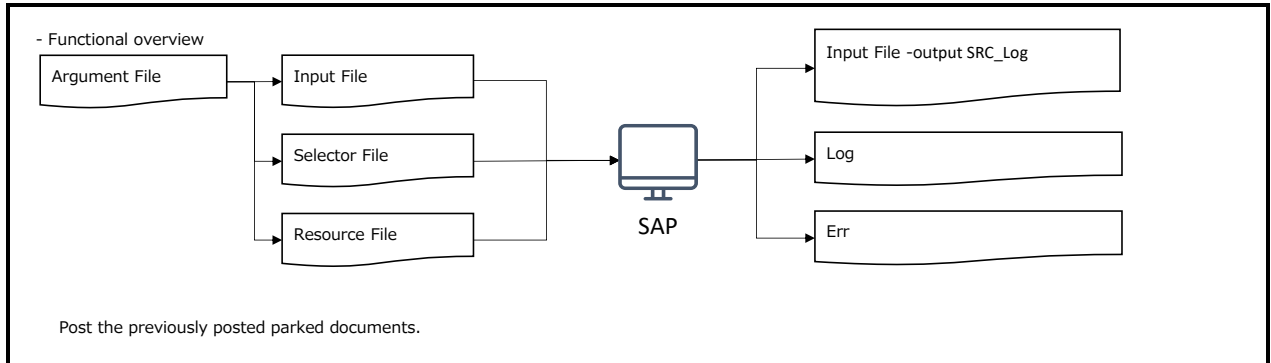 - Functional overview
Argument File
Input File
Selector File
Resource File
SAP
Input File -output SRC_Log
Log
Err
Post the previously posted parked documents.